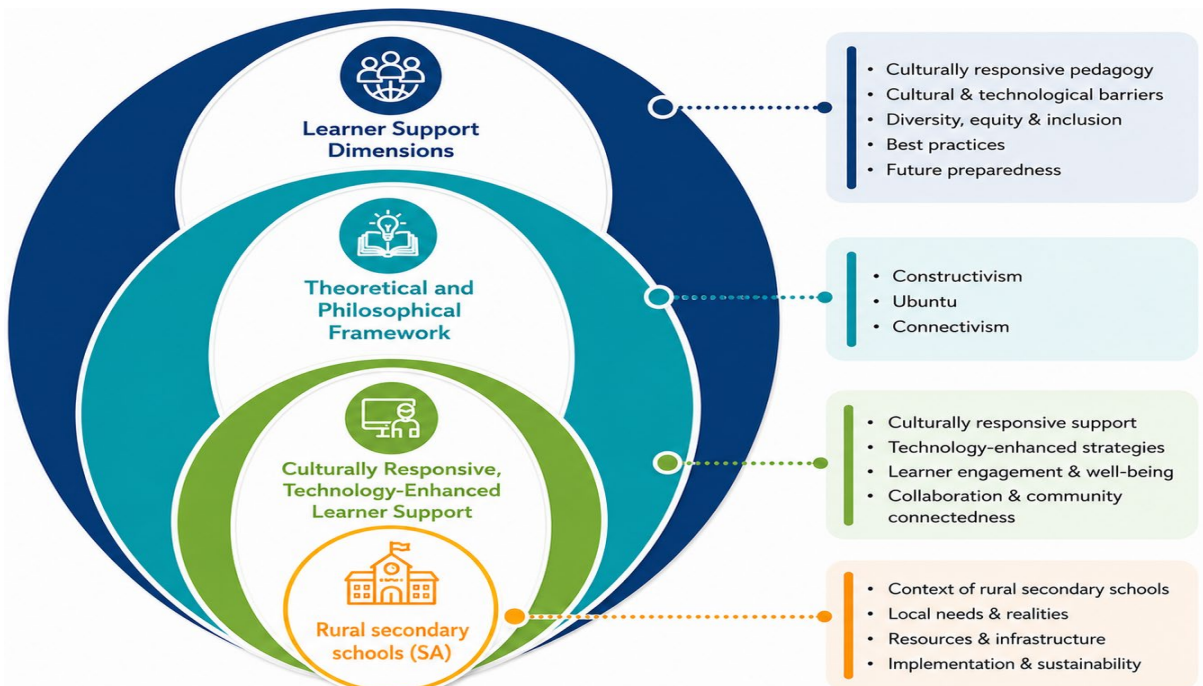 Learner Support
Dimensions
• Culturally responsive pedagogy
• Cultural & technological barriers
• Diversity, equity & inclusion
• Best practices
• Future preparedness
Theoretical and
Philosophical
Framework
• Constructivism
• Ubuntu
• Connectivism
Culturally Responsive,
Technology-Enhanced
Learner Support
• Culturally responsive support
• Technology-enhanced strategies
• Learner engagement & well-being
• Collaboration & community
connectedness
Rural secondary
schools (SA)
• Context of rural secondary schools
• Local needs & realities
• Resources & infrastructure
• Implementation & sustainability